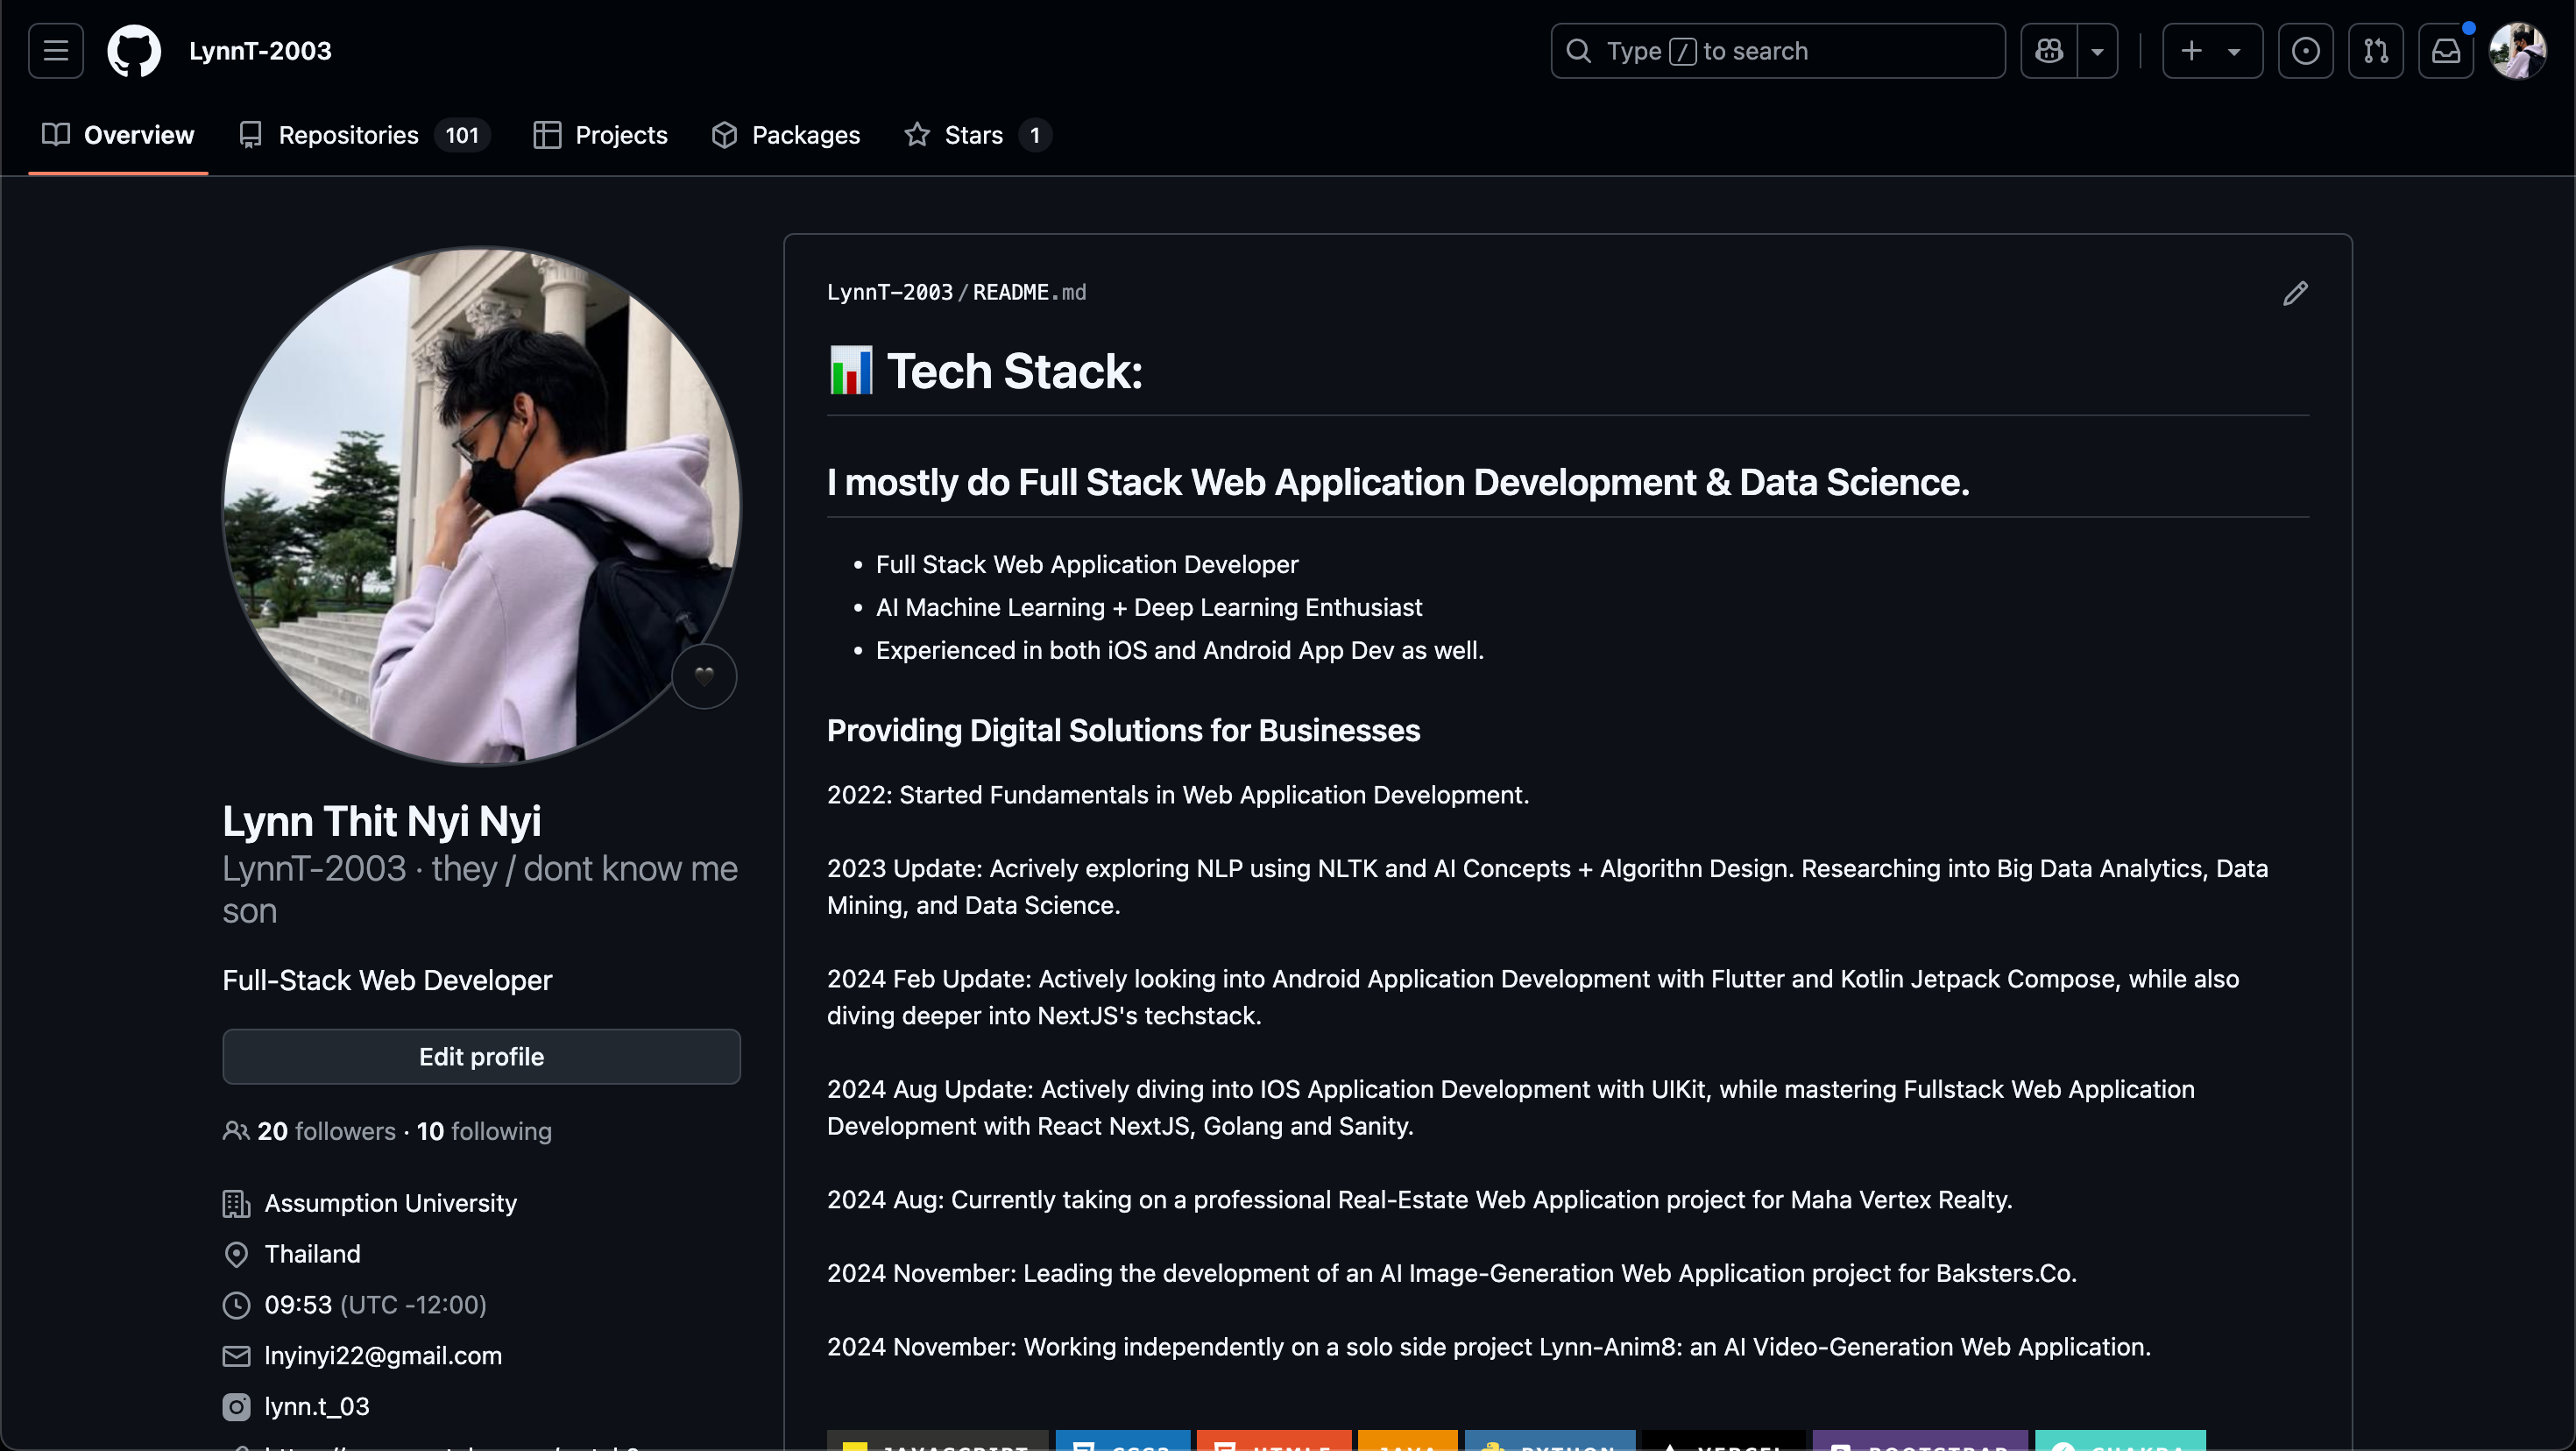 LynnT-2003
Type / to search
Overview
Repositories 101
Projects
Packages
Stars 1
LynnT-2003/README.md
Tech Stack:
I mostly do Full Stack Web Application Development & Data Science.
Full Stack Web Application Developer
AI Machine Learning + Deep Learning Enthusiast
Experienced in both iOS and Android App Dev as well.
Providing Digital Solutions for Businesses
2022: Started Fundamentals in Web Application Development.
2023 Update: Acrively exploring NLP using NLTK and AI Concepts + Algorithn Design. Researching into Big Data Analytics, Data
Mining, and Data Science.
2024 Feb Update: Actively looking into Android Application Development with Flutter and Kotlin Jetpack Compose, while also
diving deeper into NextJS's techstack.
2024 Aug Update: Actively diving into IOS Application Development with UIKit, while mastering Fullstack Web Application
Development with React NextJS, Golang and Sanity.
2024 Aug: Currently taking on a professional Real-Estate Web Application project for Maha Vertex Realty.
2024 November: Leading the development of an AI Image-Generation Web Application project for Baksters.Co.
2024 November: Working independently on a solo side project Lynn-Anim8: an AI Video-Generation Web Application.
JAVASCRIPT
CSS3
HTML5
JAVA
PYTHON
VERCEL
BOOTSTRAP
CHAKRA
Lynn Thit Nyi Nyi
LynnT-2003 · they / dont know me
son
Full-Stack Web Developer
Edit profile
20 followers · 10 following
Assumption University
Thailand
09:53 (UTC -12:00)
lnyinyi22@gmail.com
lynn.t_03